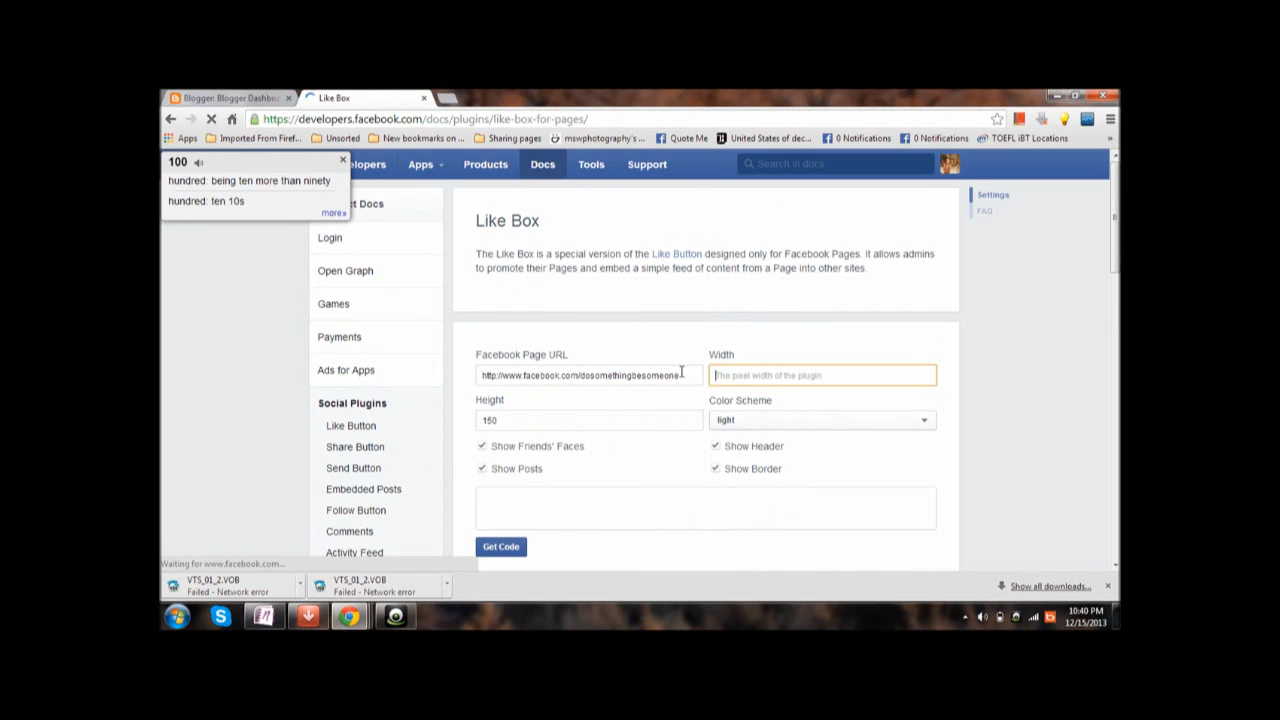 Blogger: Blogger Dashbo
Like Box
https://developers.facebook.com/docs/plugins/like-box-for-pages/
Apps
Imported From Firef...
Unsorted
New bookmarks on ...
Sharing pages
mswphotography's ...
Quote Me
United States of dec...
0 Notifications
0 Notifications
TOEFL iBT Locations
»
100
hundred: being ten more than ninety
hundred: ten 10s
more»
elopers
Apps
Products
Docs
Tools
Support
Search in docs
ct Docs
Login
Open Graph
Games
Payments
Ads for Apps
Social Plugins
Like Button
Share Button
Send Button
Embedded Posts
Follow Button
Comments
Activity Feed
Like Box
The Like Box is a special version of the Like Button designed only for Facebook Pages. It allows admins
to promote their Pages and embed a simple feed of content from a Page into other sites.
Settings
FAQ
Facebook Page URL
Width
http://www.facebook.com/dosomethingbesomeone
The pixel width of the plugin
Height
Color Scheme
150
light
Show Friends' Faces
Show Header
Show Posts
Show Border
Get Code
Waiting for www.facebook.com...
VTS_01_2.VOB
Failed - Network error
VTS_01_2.VOB
Failed - Network error
Show all downloads...
10:40 PM
12/15/2013